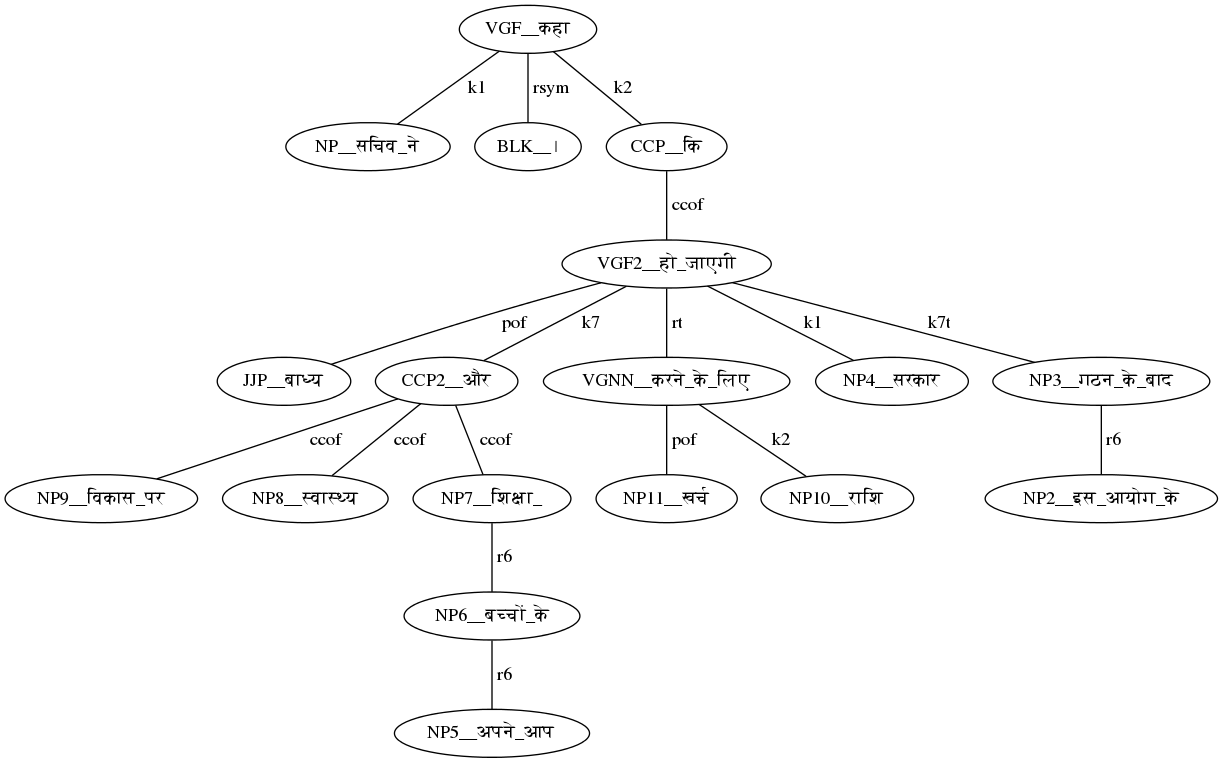 VGF__कहा
k1 rsym k2
NP__सचिव_ने BLK__। CCP__कि
ccof
VGF2__हो_जाएगी
pof k7 rt k1 k7t
JJP__बाध्य CCP2__और VGNN__करने_के_लिए NP4__सरकार NP3__गठन_के_बाद
ccof ccof ccof pof k2 r6
NP9__विकास_पर NP8__स्वास्थ्य NP7__शिक्षा_ NP11__खर्च NP10__राशि NP2__इस_आयोग_के
r6
NP6__बच्चों_के
r6
NP5__अपने_आप